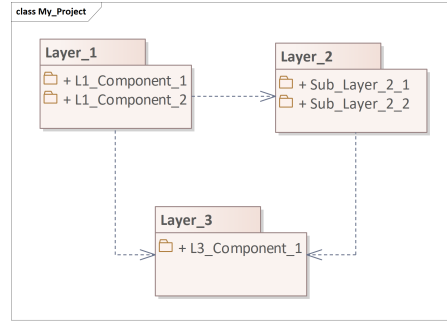 class My_Project
Layer_1
+ L1_Component_1
+ L1_Component_2
Layer_2
+ Sub_Layer_2_1
+ Sub_Layer_2_2
Layer_3
+ L3_Component_1